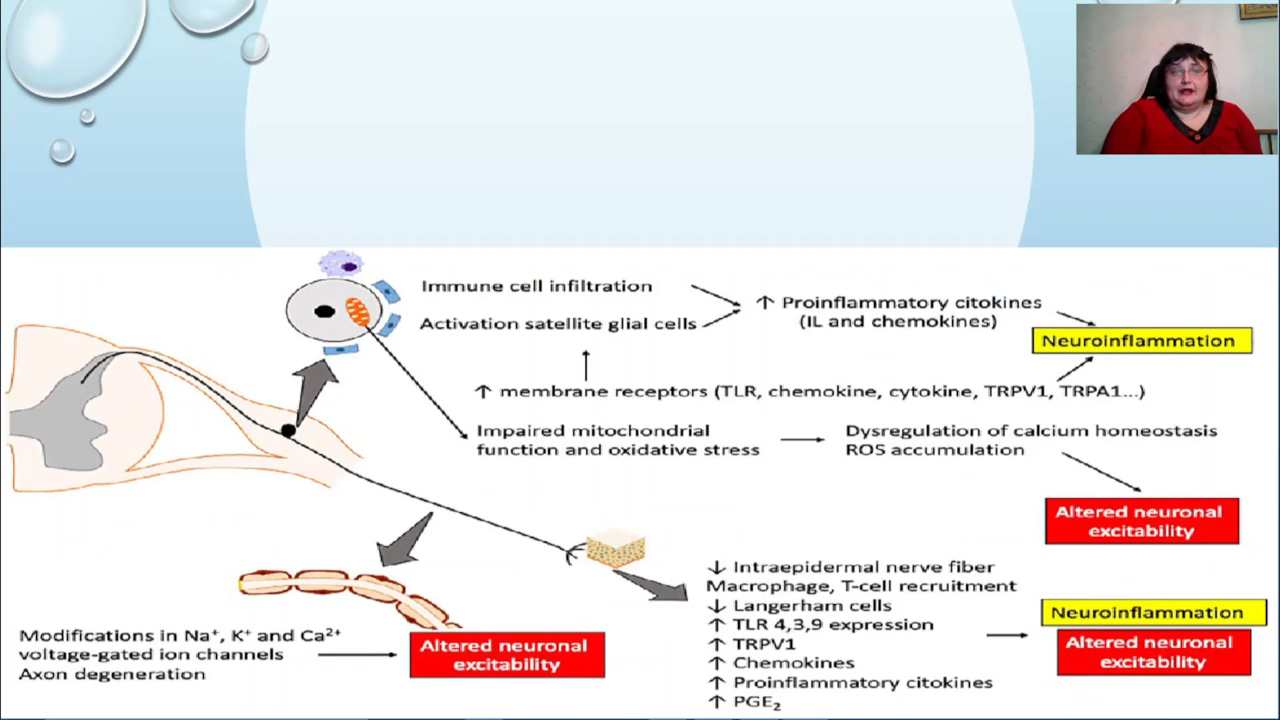 Immune cell infiltration
Activation satellite glial cells
↑ Proinflammatory citokines
(IL and chemokines)
Neuroinflammation
↑ membrane receptors (TLR, chemokine, cytokine, TRPV1, TRPA1...)
Impaired mitochondrial
function and oxidative stress
Dysregulation of calcium homeostasis
ROS accumulation
Altered neuronal
excitability
Modifications in Na⁺, K⁺ and Ca²⁺
voltage-gated ion channels
Axon degeneration
Altered neuronal
excitability
↓ Intraepidermal nerve fiber
Macrophage, T-cell recruitment
↓ Langerham cells
↑ TLR 4,3,9 expression
↑ TRPV1
↑ Chemokines
↑ Proinflammatory citokines
↑ PGE₂
Neuroinflammation
Altered neuronal
excitability